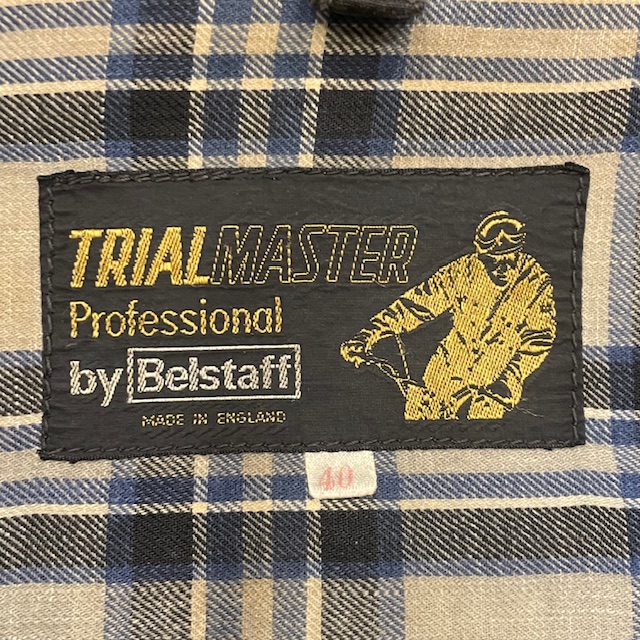 TRIALMASTER
Professional
by Belstaff
MADE IN ENGLAND
40